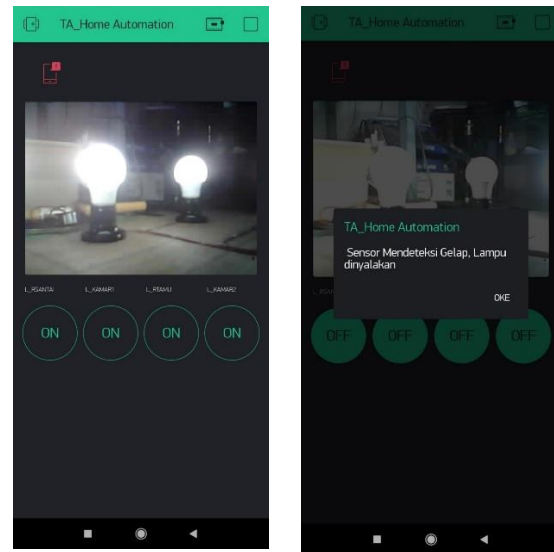 TA_Home Automation
L_RSANTAI L_KAMAR1 L_RTAMU L_KAMAR2
ON ON ON ON
TA_Home Automation
TA_Home Automation
Sensor Mendeteksi Gelap, Lampu
dinyalakan
OKE
OFF OFF OFF OFF